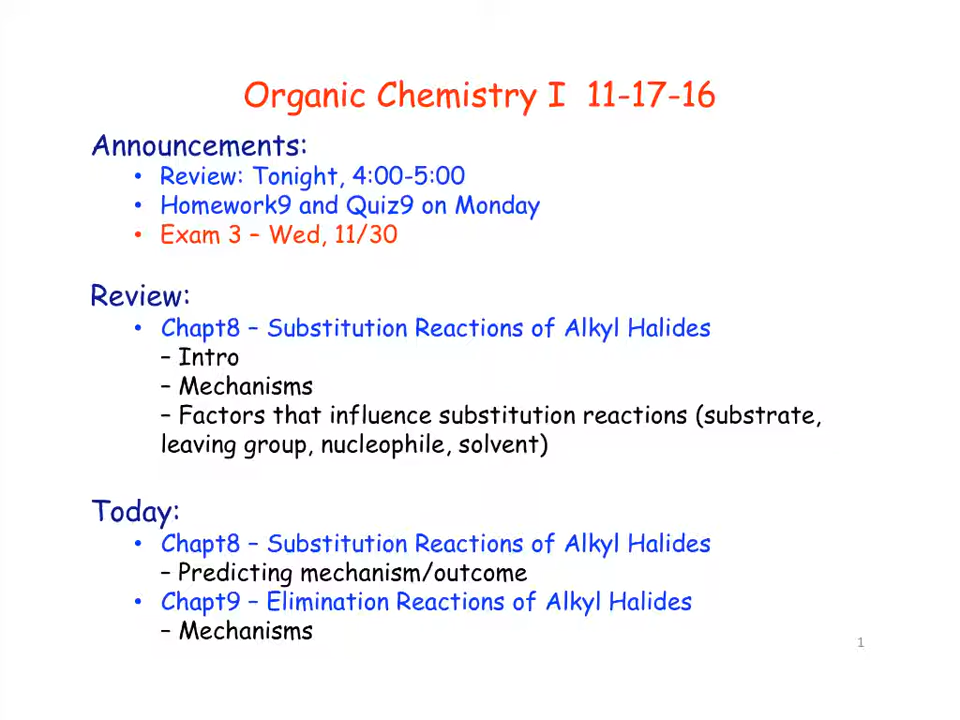 Organic Chemistry I 11-17-16
Announcements:
• Review: Tonight, 4:00-5:00
• Homework9 and Quiz9 on Monday
• Exam 3 – Wed, 11/30
Review:
• Chapt8 – Substitution Reactions of Alkyl Halides
– Intro
– Mechanisms
– Factors that influence substitution reactions (substrate,
leaving group, nucleophile, solvent)
Today:
• Chapt8 – Substitution Reactions of Alkyl Halides
– Predicting mechanism/outcome
• Chapt9 – Elimination Reactions of Alkyl Halides
– Mechanisms
1